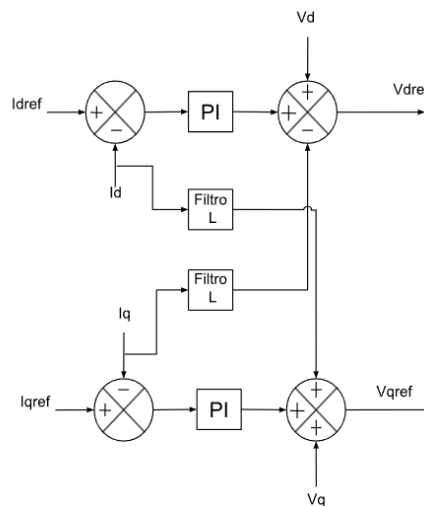 Vd
+
Idref
+
PI
+
Vdre
−
−
Id
Filtro
L
Filtro
L
Iq
−
+
Iqref
+
PI
+
Vqref
+
Vq